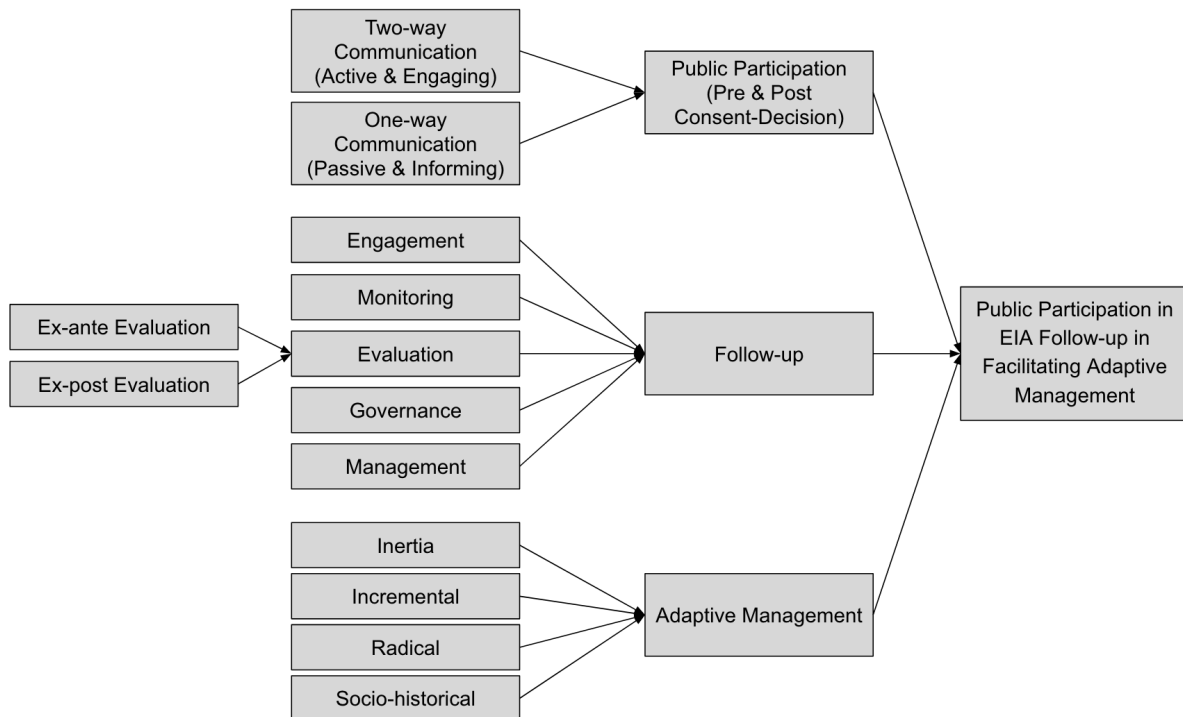 Two-way
Communication
(Active & Engaging)
One-way
Communication
(Passive & Informing)
Public Participation
(Pre & Post
Consent-Decision)
Engagement
Monitoring
Evaluation
Governance
Management
Ex-ante Evaluation
Ex-post Evaluation
Follow-up
Public Participation in
EIA Follow-up in
Facilitating Adaptive
Management
Inertia
Incremental
Radical
Socio-historical
Adaptive Management